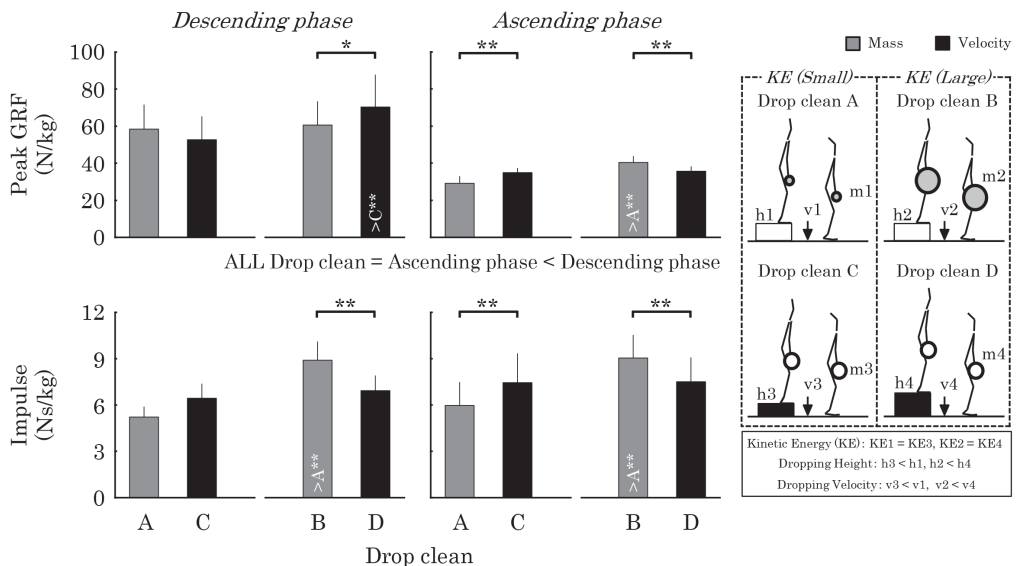 Descending phase
Ascending phase
Mass
Velocity
Peak GRF
(N/kg)
100
80
60
40
20
0
*
**
**
>C**
>A**
ALL Drop clean = Ascending phase < Descending phase
Impulse
(Ns/kg)
12
9
6
3
0
**
**
**
>A**
>A**
A
C
B
D
A
C
B
D
Drop clean
KE (Small)
KE (Large)
Drop clean A
Drop clean B
h1
v1
m1
h2
v2
m2
Drop clean C
Drop clean D
h3
v3
m3
h4
v4
m4
Kinetic Energy (KE) : KE1 = KE3, KE2 = KE4
Dropping Height : h3 < h1, h2 < h4
Dropping Velocity : v3 < v1, v2 < v4